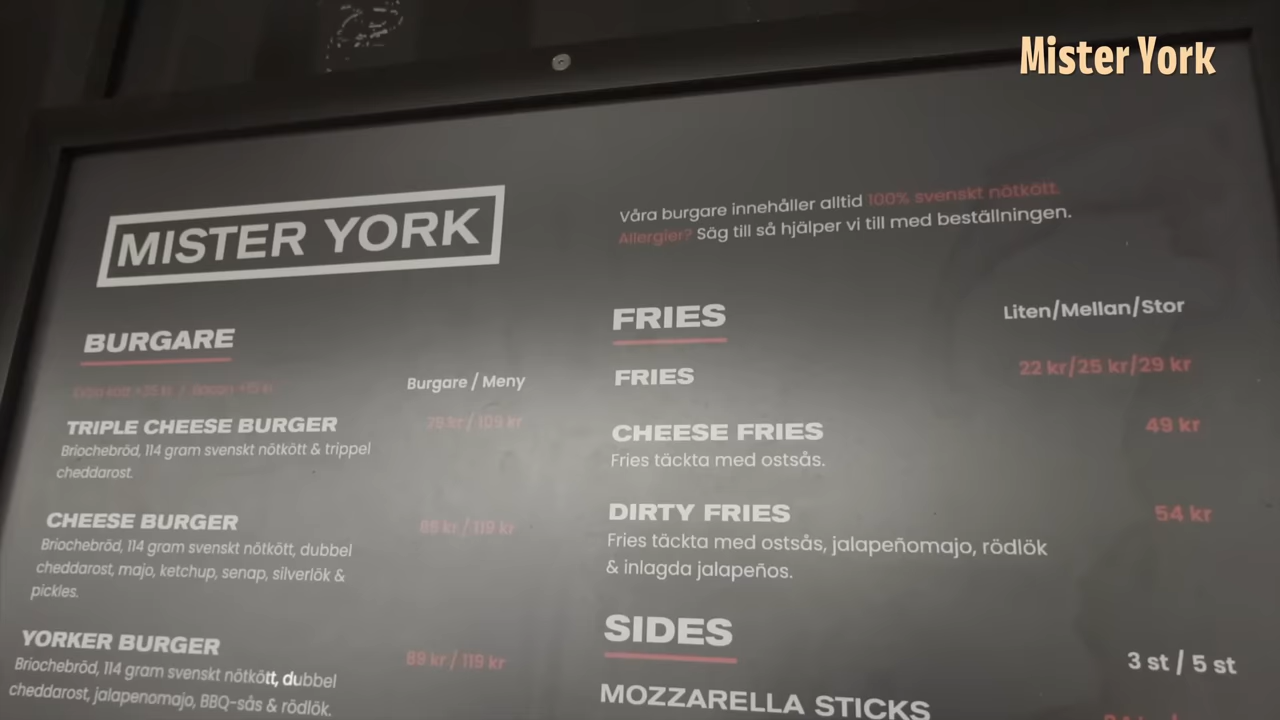 Mister York
MISTER YORK
Våra burgare innehåller alltid 100% svenskt nötkött.
Allergier? Säg till så hjälper vi till med beställningen.
BURGARE
Burgare / Meny
TRIPLE CHEESE BURGER
Briochebröd, 114 gram svenskt nötkött & trippel
cheddarost.
CHEESE BURGER
Briochebröd, 114 gram svenskt nötkött, dubbel
cheddarost, majo, ketchup, senap, silverlök &
pickles.
YORKER BURGER
89 kr / 119 kr
Briochebröd, 114 gram svenskt nötkött, dubbel
cheddarost, jalapenomajo, BBQ-sås & rödlök.
FRIES
Liten/Mellan/Stor
FRIES
22 kr/25 kr/29 kr
CHEESE FRIES
49 kr
Fries täckta med ostsås.
DIRTY FRIES
54 kr
Fries täckta med ostsås, jalapeñomajo, rödlök
& inlagda jalapeños.
SIDES
3 st / 5 st
MOZZARELLA STICKS